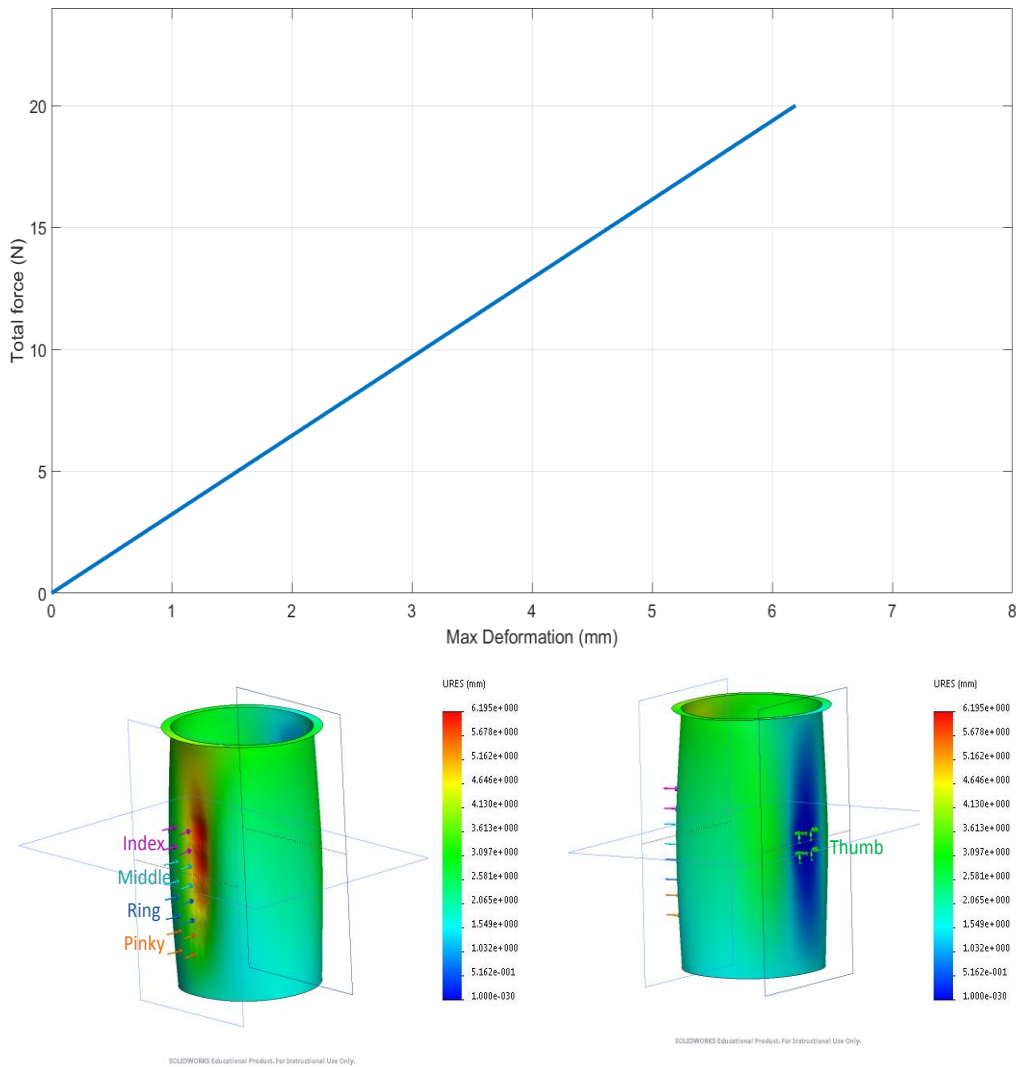 20
15
10
5
0
Total force (N)
0 1 2 3 4 5 6 7 8
Max Deformation (mm)
URES (mm)
6.195e+000
5.678e+000
5.162e+000
4.646e+000
4.130e+000
3.613e+000
3.097e+000
2.581e+000
2.065e+000
1.549e+000
1.032e+000
5.162e-001
1.000e-030
Index
Middle
Ring
Pinky
SOLIDWORKS Educational Product. For Instructional Use Only.
URES (mm)
6.195e+000
5.678e+000
5.162e+000
4.646e+000
4.130e+000
3.613e+000
3.097e+000
2.581e+000
2.065e+000
1.549e+000
1.032e+000
5.162e-001
1.000e-030
Thumb
SOLIDWORKS Educational Product. For Instructional Use Only.